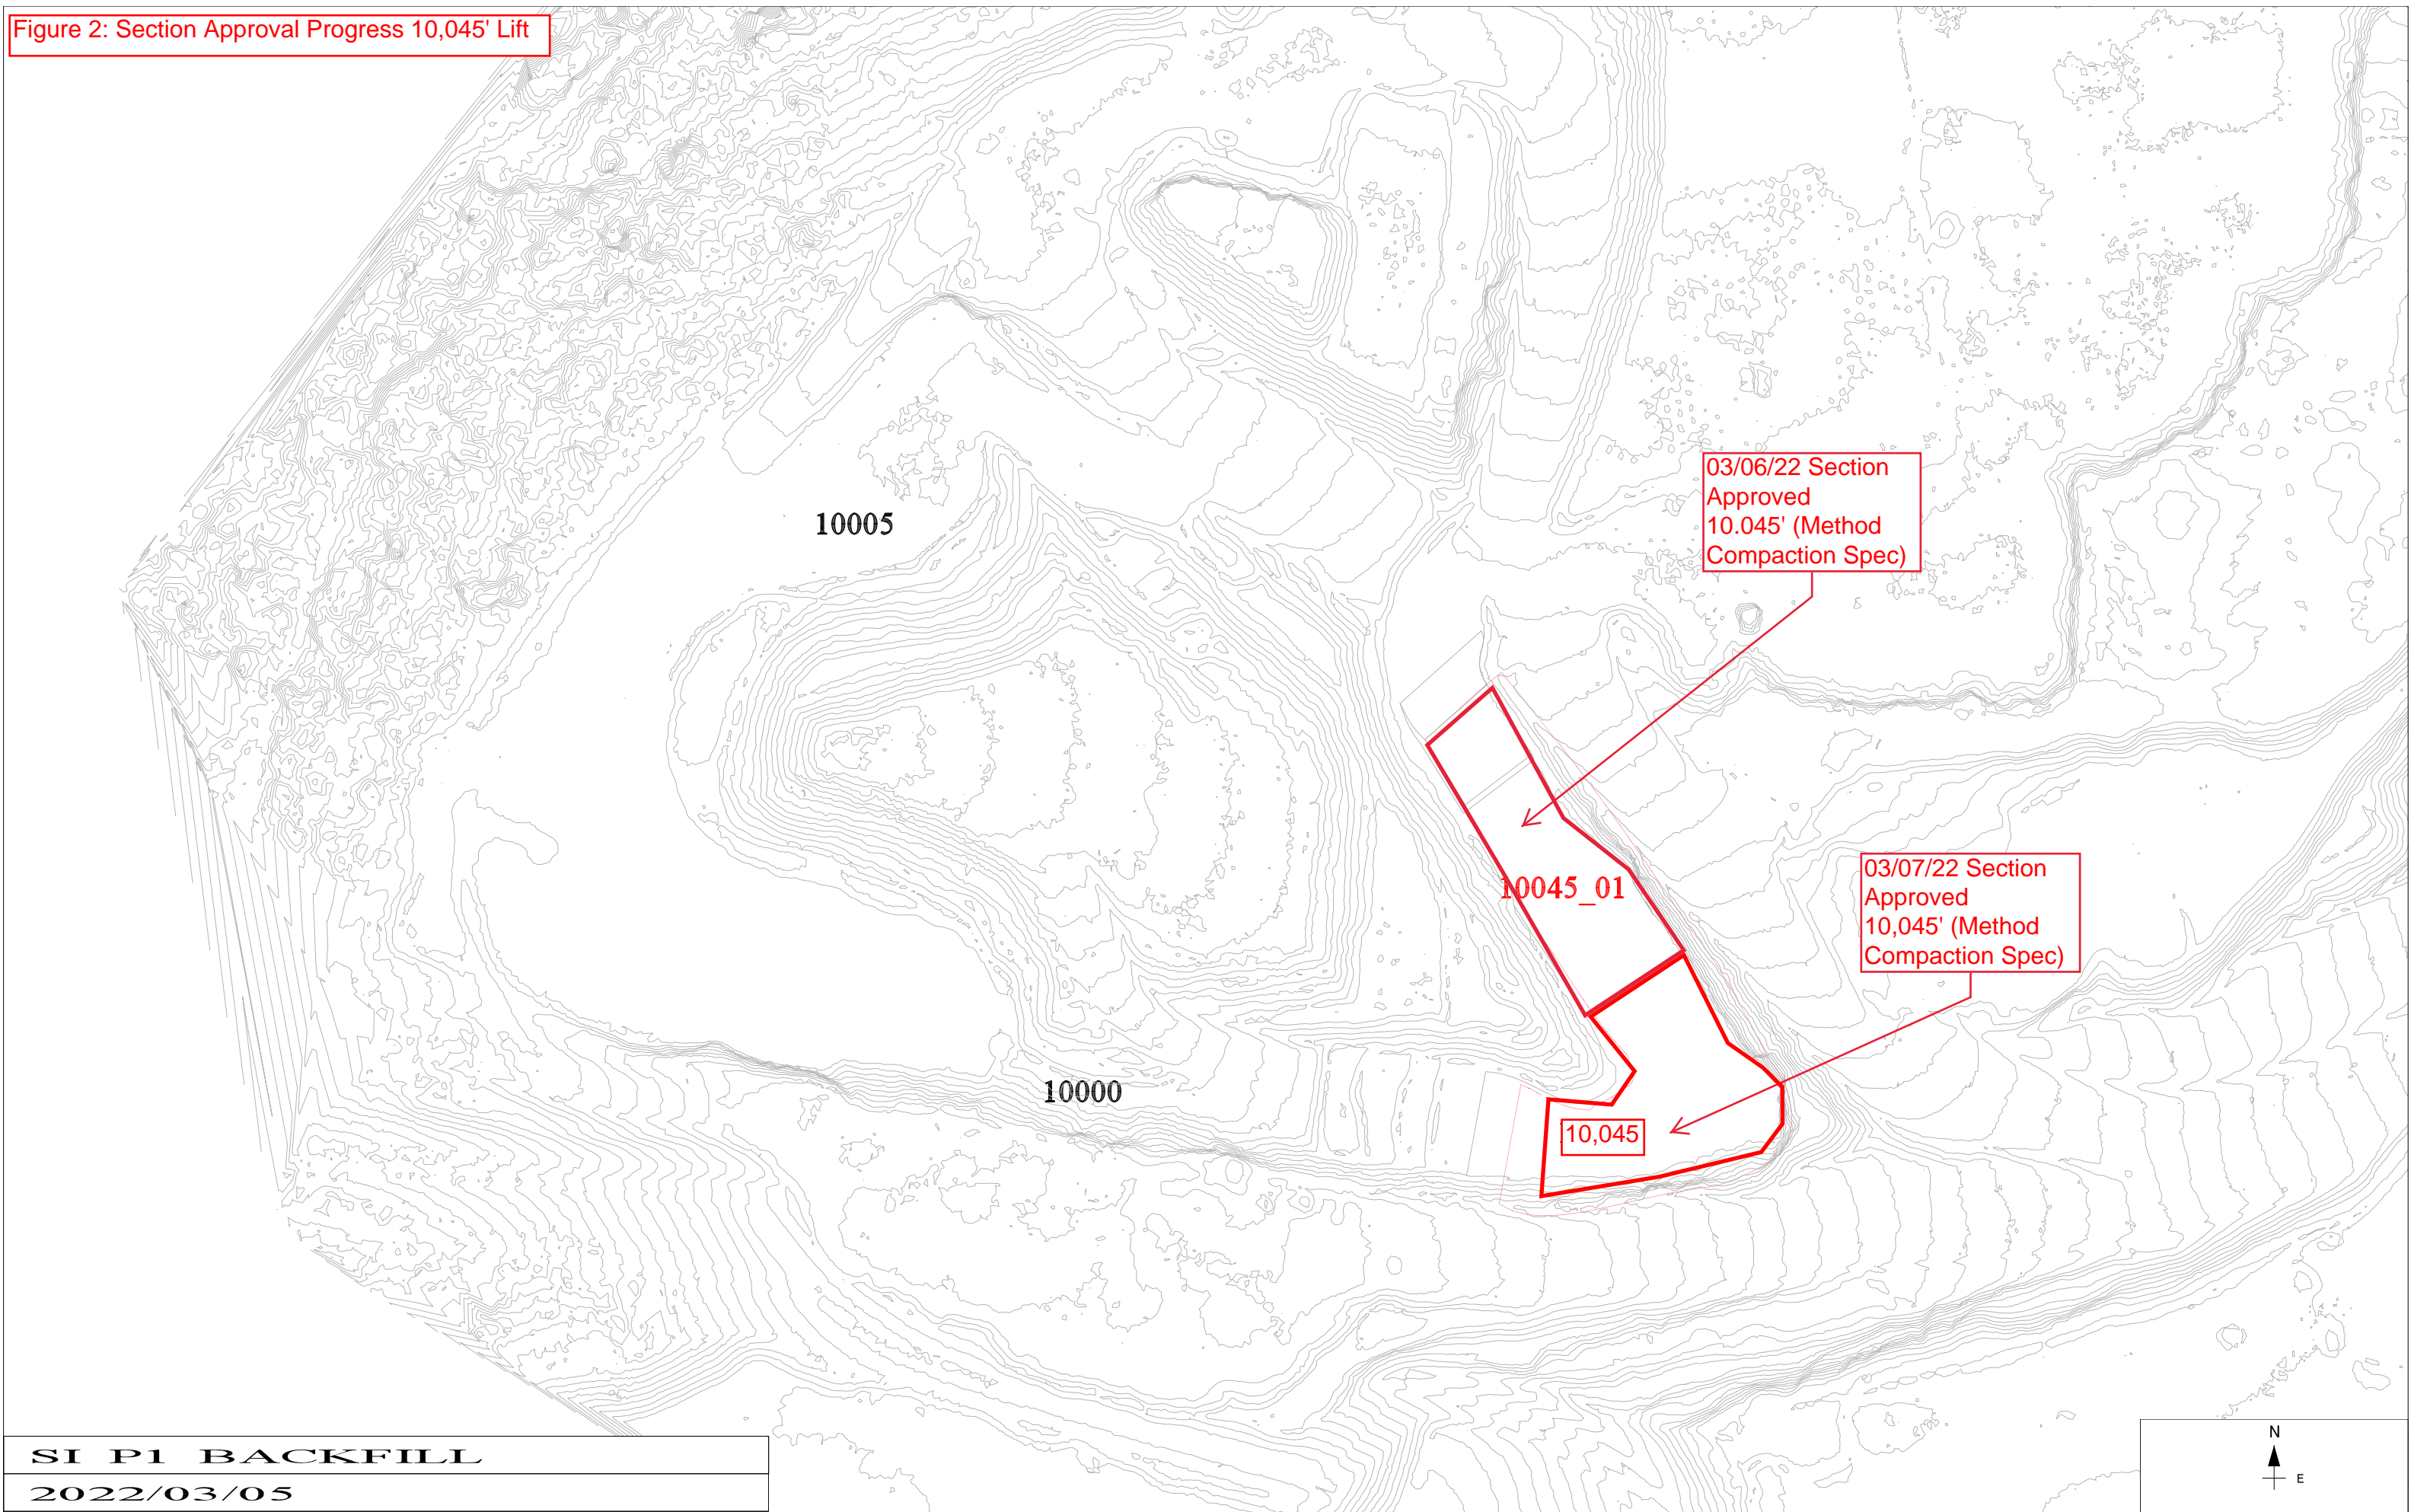 Figure 2: Section Approval Progress 10,045' Lift
03/06/22 Section
Approved
10.045' (Method
Compaction Spec)
10005
03/07/22 Section
Approved
10,045' (Method
Compaction Spec)
10045_01
10000
10,045
SI P1 BACKFILL
2022/03/05
N
E